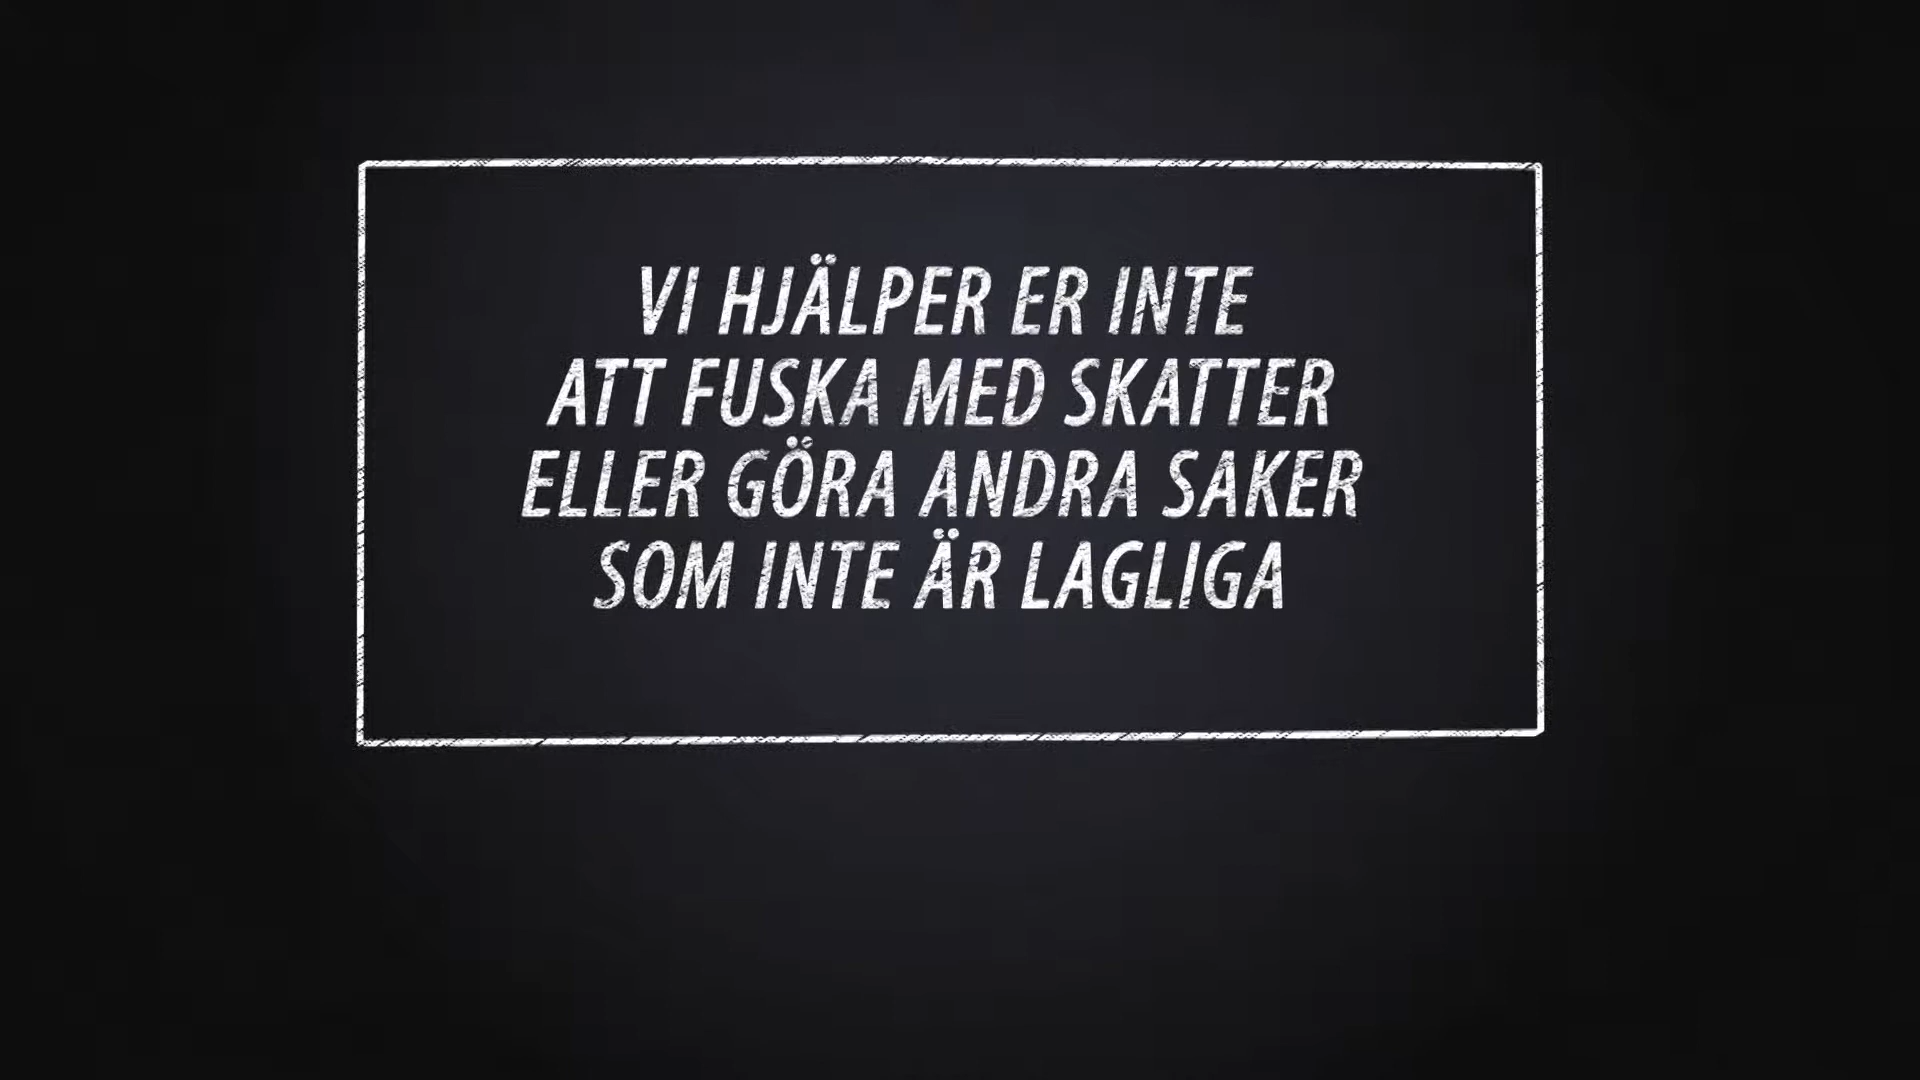 VI HJÄLPER ER INTE
ATT FUSKA MED SKATTER
ELLER GÖRA ANDRA SAKER
SOM INTE ÄR LAGLIGA